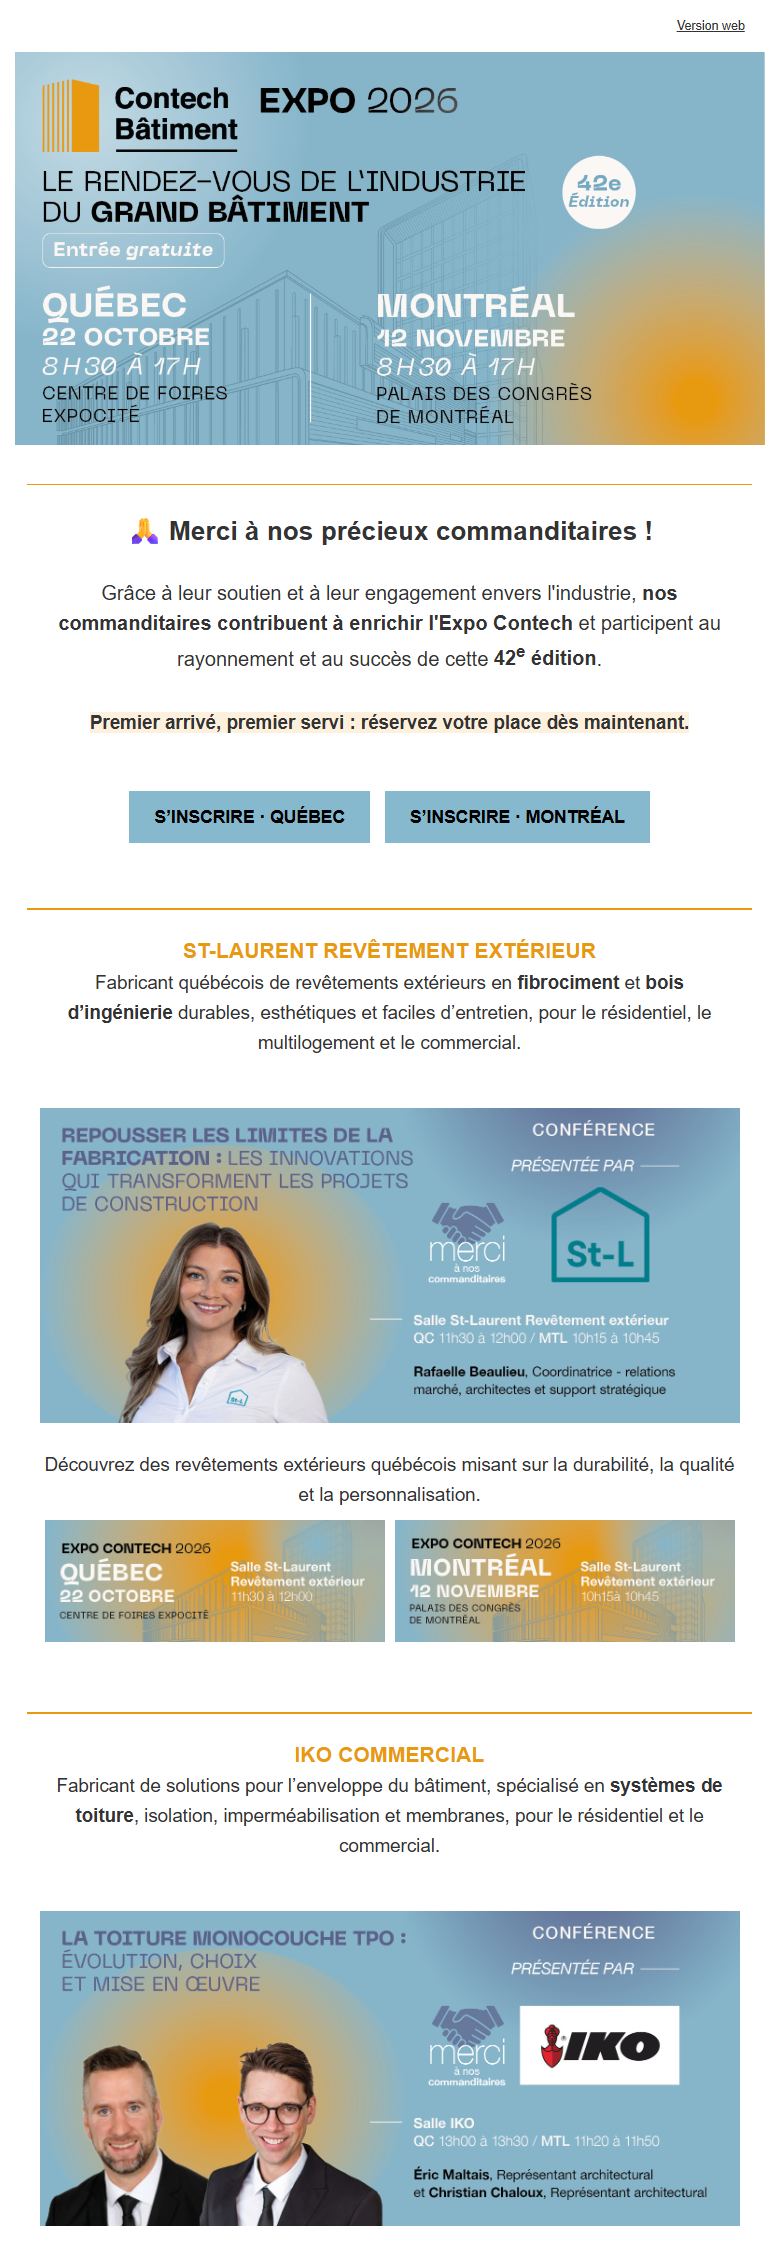 Version web
Contech
Bâtiment
EXPO 2026
LE RENDEZ-VOUS DE L'INDUSTRIE
DU GRAND BÂTIMENT
42e
Édition
Entrée gratuite
QUÉBEC
22 OCTOBRE
8H30 À 17H
CENTRE DE FOIRES
EXPOCITÉ
MONTRÉAL
12 NOVEMBRE
8H30 À 17H
PALAIS DES CONGRÈS
DE MONTRÉAL
🙏 Merci à nos précieux commanditaires !
Grâce à leur soutien et à leur engagement envers l'industrie, nos
commanditaires contribuent à enrichir l'Expo Contech et participent au
rayonnement et au succès de cette 42e édition.
Premier arrivé, premier servi : réservez votre place dès maintenant.
S'INSCRIRE · QUÉBEC
S'INSCRIRE · MONTRÉAL
ST-LAURENT REVÊTEMENT EXTÉRIEUR
Fabricant québécois de revêtements extérieurs en fibrociment et bois
d’ingénierie durables, esthétiques et faciles d’entretien, pour le résidentiel, le
multilogement et le commercial.
REPOUSSER LES LIMITES DE LA
FABRICATION : LES INNOVATIONS
QUI TRANSFORMENT LES PROJETS
DE CONSTRUCTION
CONFÉRENCE
PRÉSENTÉE PAR
merci
à nos
commanditaires
St-L
St-L
Salle St-Laurent Revêtement extérieur
QC 11h30 à 12h00 / MTL 10h15 à 10h45
Rafaelle Beaulieu, Coordinatrice - relations
marché, architectes et support stratégique
Découvrez des revêtements extérieurs québécois misant sur la durabilité, la qualité
et la personnalisation.
EXPO CONTECH 2026
QUÉBEC
22 OCTOBRE
CENTRE DE FOIRES EXPOCITÉ
Salle St-Laurent
Revêtement extérieur
11h30 à 12h00
EXPO CONTECH 2026
MONTRÉAL
12 NOVEMBRE
PALAIS DES CONGRÈS
DE MONTRÉAL
Salle St-Laurent
Revêtement extérieur
10h15à 10h45
IKO COMMERCIAL
Fabricant de solutions pour l’enveloppe du bâtiment, spécialisé en systèmes de
toiture, isolation, imperméabilisation et membranes, pour le résidentiel et le
commercial.
LA TOITURE MONOCOUCHE TPO :
ÉVOLUTION, CHOIX
ET MISE EN ŒUVRE
CONFÉRENCE
PRÉSENTÉE PAR
merci
à nos
commanditaires
®IKO
Salle IKO
QC 13h00 à 13h30 / MTL 11h20 à 11h50
Éric Maltais, Représentant architectural
et Christian Chaloux, Représentant architectural